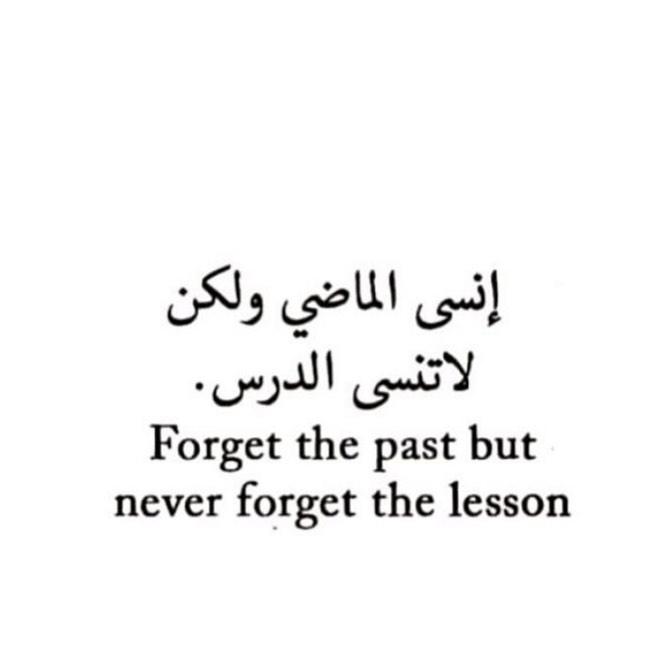 إنسى الماضي ولكن
لاتنسى الدرس.
Forget the past but
never forget the lesson